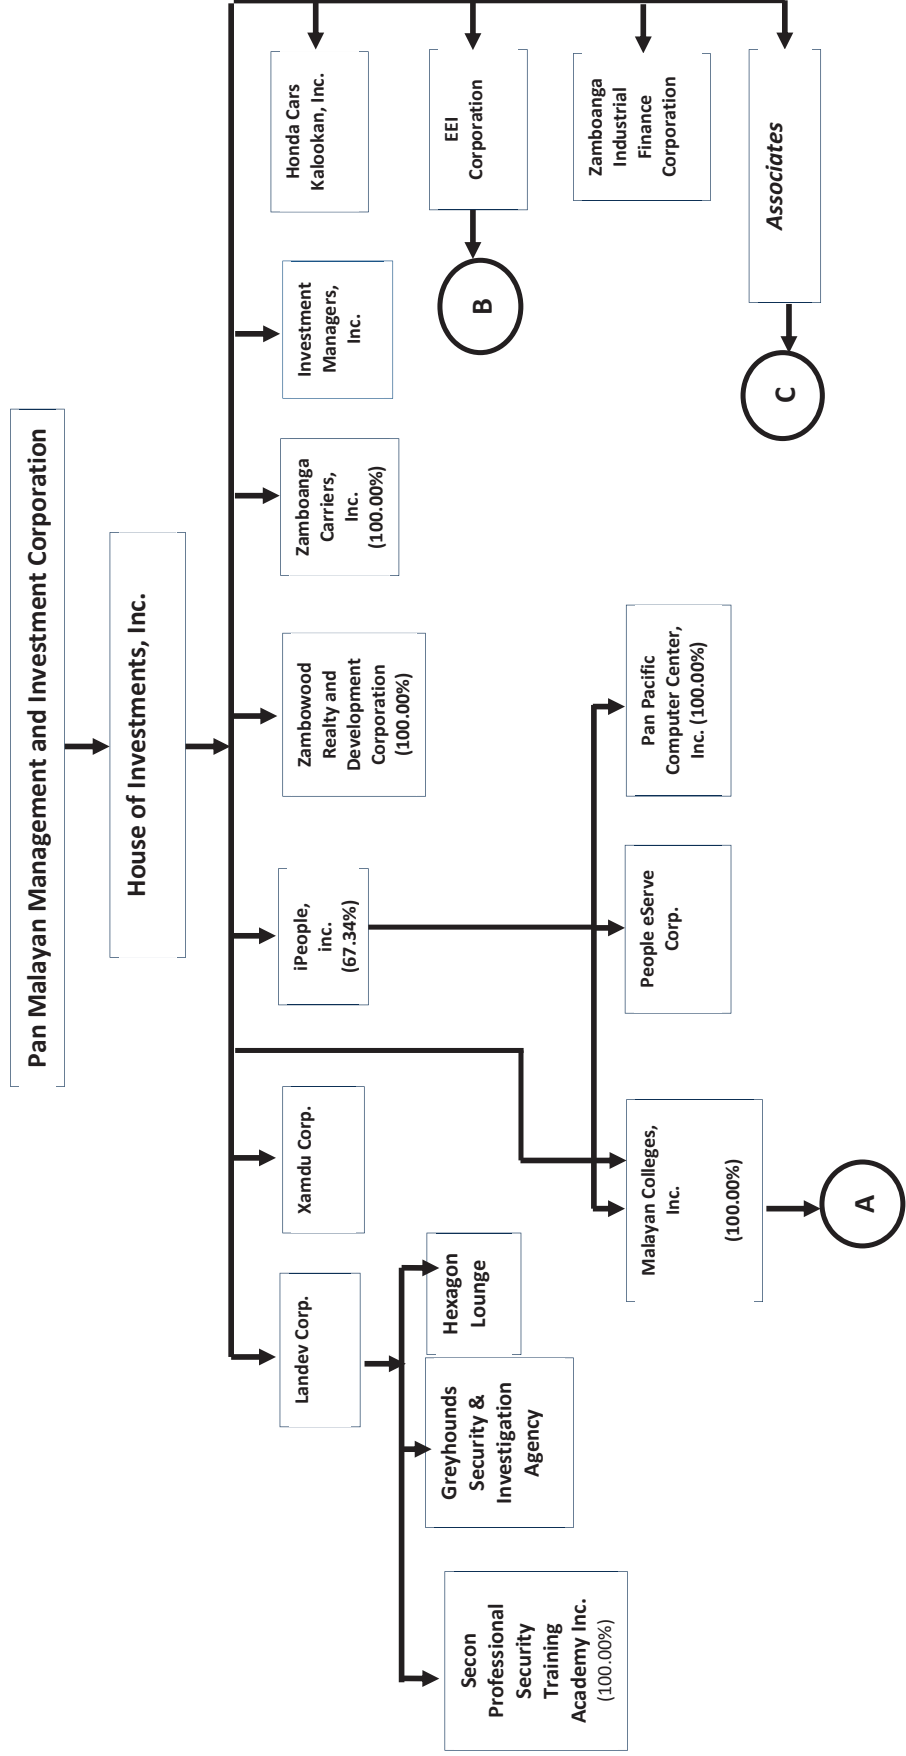 Pan Malayan Management and Investment Corporation
House of Investments, Inc.
Landev Corp.
Xamdu Corp.
iPeople,
inc.
(67.34%)
Zambowood
Realty and
Development
Corporation
(100.00%)
Zamboanga
Carriers,
Inc.
(100.00%)
Investment
Managers,
Inc.
Honda Cars
Kalookan, Inc.
EEI
Corporation
B
Zamboanga
Industrial
Finance
Corporation
Associates
C
Secon
Professional
Security
Training
Academy Inc.
(100.00%)
Greyhounds
Security &
Investigation
Agency
Hexagon
Lounge
Malayan Colleges,
Inc.
(100.00%)
A
People eServe
Corp.
Pan Pacific
Computer Center,
Inc. (100.00%)